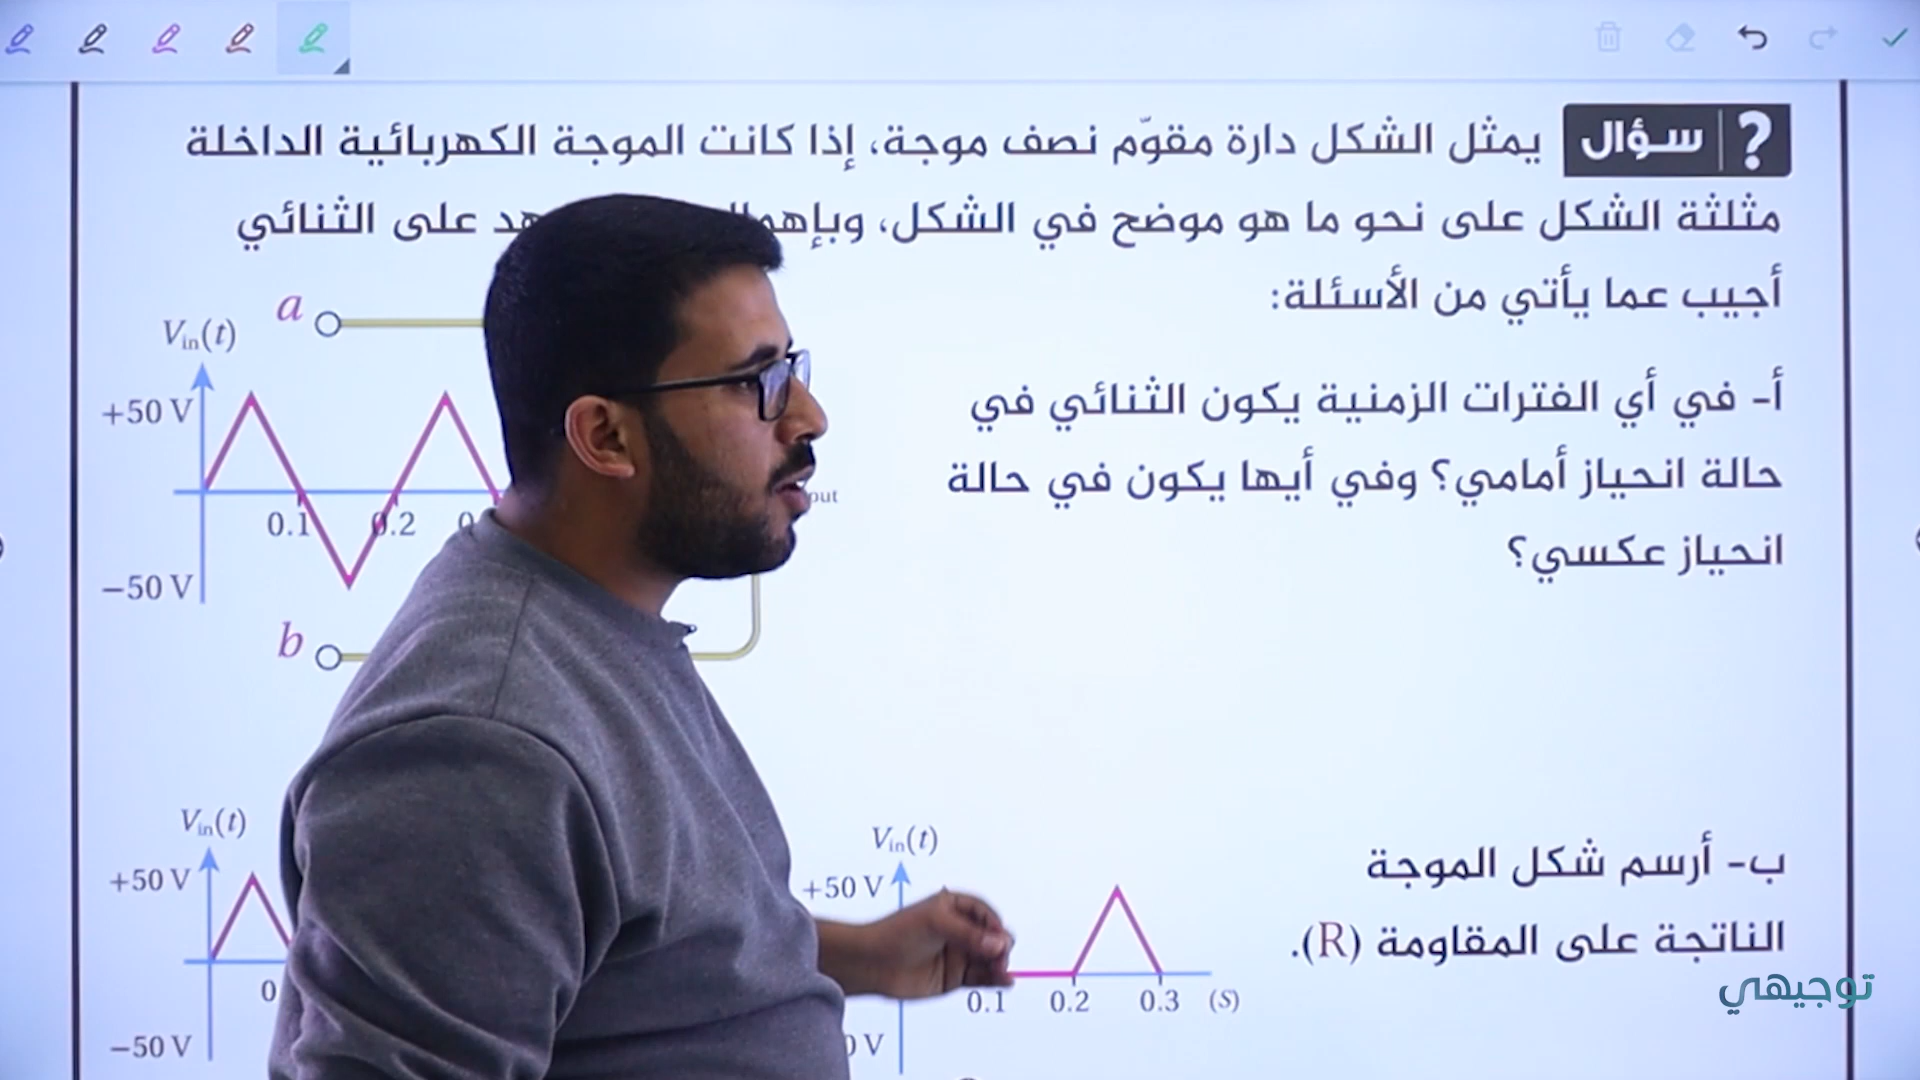 سؤال ?
يمثل الشكل دارة مقوّم نصف موجة، إذا كانت الموجة الكهربائية الداخلة
مثلثة الشكل على نحو ما هو موضح في الشكل، على الثنائي
أجيب عما يأتي من الأسئلة:
a
Vin(t)
+50 V
0.1
0.2
−50 V
b
out
أ- في أي الفترات الزمنية يكون الثنائي في
حالة انحياز أمامي؟ وفي أيها يكون في حالة
انحياز عكسي؟
ب- أرسم شكل الموجة
الناتجة على المقاومة (R).
Vin(t)
+50 V
0
−50 V
Vin(t)
+50 V
0.1 0.2 0.3 (S)
0 V
توجيهي